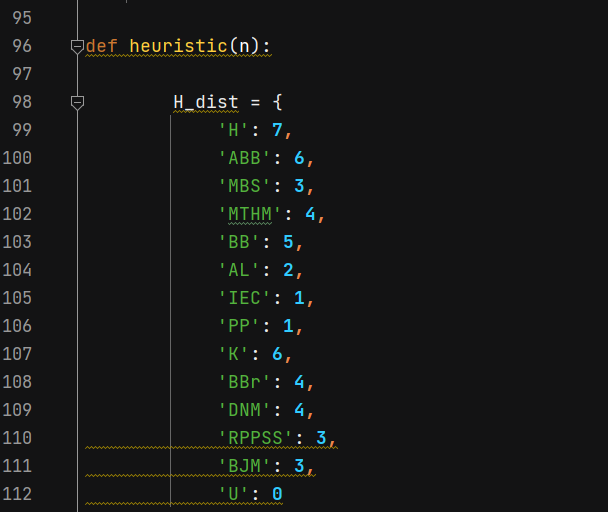 95
96 def heuristic(n):
97
98 H_dist = {
99 'H': 7,
100 'ABB': 6,
101 'MBS': 3,
102 'MTHM': 4,
103 'BB': 5,
104 'AL': 2,
105 'IEC': 1,
106 'PP': 1,
107 'K': 6,
108 'BBr': 4,
109 'DNM': 4,
110 'RPPSS': 3,
111 'BJM': 3,
112 'U': 0